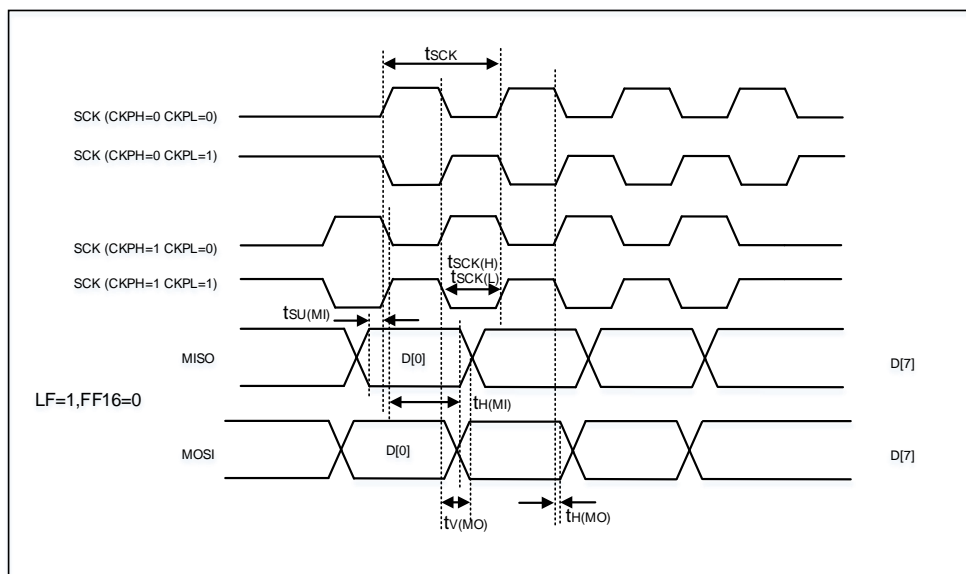 tSCK
SCK (CKPH=0 CKPL=0)
SCK (CKPH=0 CKPL=1)
SCK (CKPH=1 CKPL=0)
tSCK(H)
SCK (CKPH=1 CKPL=1)
tSCK(L)
tSU(MI)
MISO
D[0]
D[7]
LF=1,FF16=0
tH(MI)
MOSI
D[0]
D[7]
tV(MO)
tH(MO)